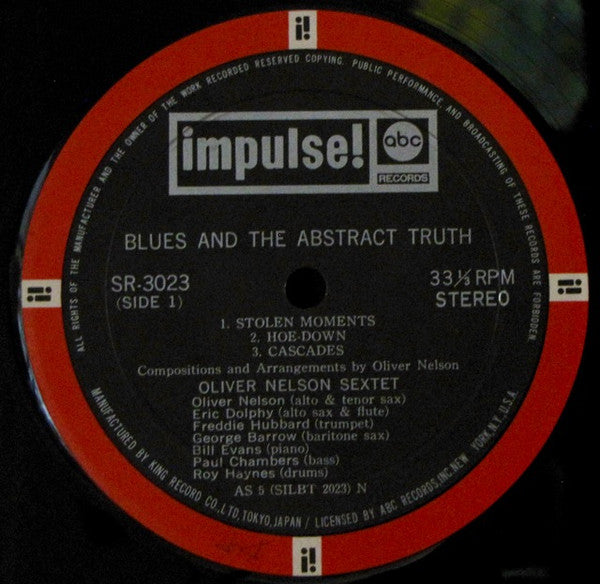 ALL RIGHTS OF THE MANUFACTURER AND THE OWNER OF THE WORK RECORDED RESERVED COPYING, PUBLIC PERFORMANCE, AND BROADCASTING OF THESE RECORDS ARE FORBIDDEN.
i!
impulse!
abc
RECORDS
BLUES AND THE ABSTRACT TRUTH
SR-3023
(SIDE 1)
33⅓ RPM
STEREO
i!
i!
1. STOLEN MOMENTS
2. HOE-DOWN
3. CASCADES
Compositions and Arrangements by Oliver Nelson
OLIVER NELSON SEXTET
Oliver Nelson (alto & tenor sax)
Eric Dolphy (alto sax & flute)
Freddie Hubbard (trumpet)
George Barrow (baritone sax)
Bill Evans (piano)
Paul Chambers (bass)
Roy Haynes (drums)
AS 5 (SILBT 2023) N
MANUFACTURED BY KING RECORD CO., LTD, TOKYO, JAPAN / LICENSED BY ABC RECORDS, INC. NEW YORK, N.Y., U.S.A.
i!